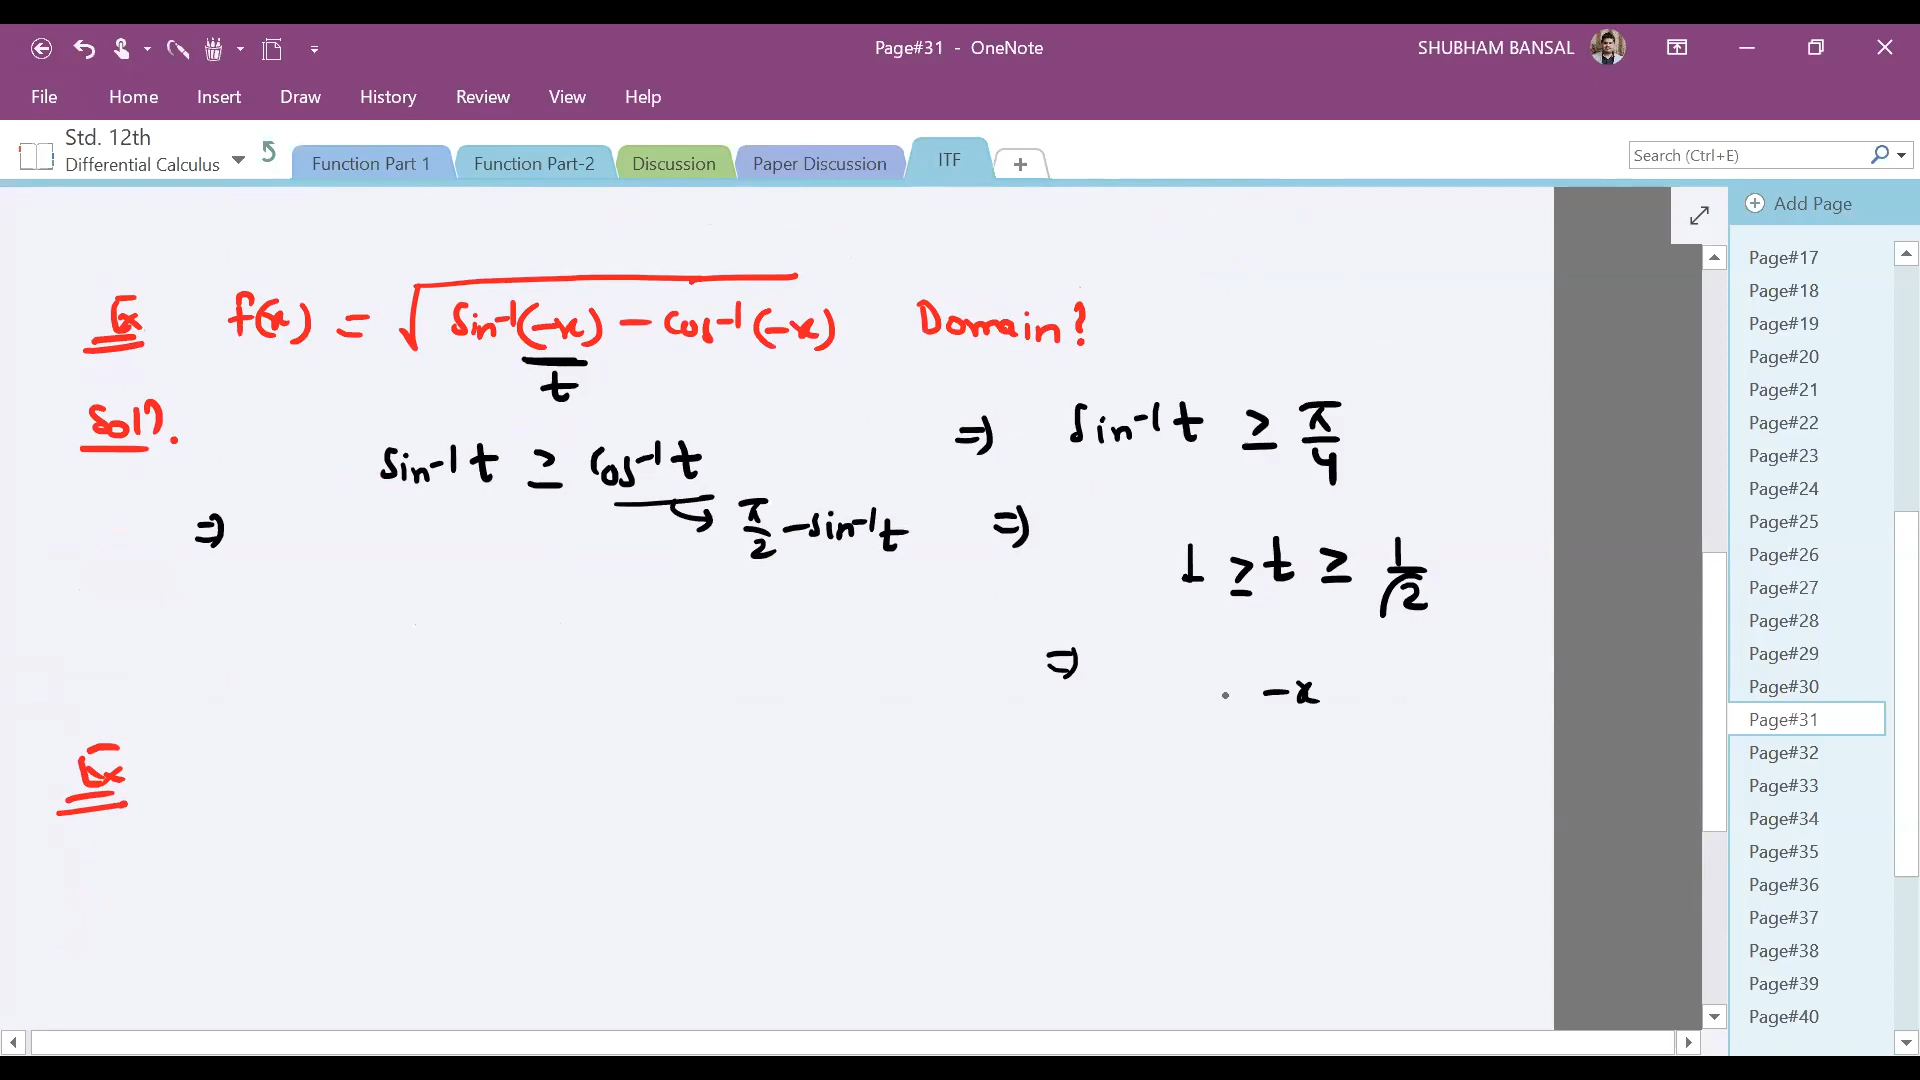 Page#31 - OneNote
SHUBHAM BANSAL
File Home Insert Draw History Review View Help
Std. 12th
Differential Calculus
Function Part 1 Function Part-2 Discussion Paper Discussion ITF +
Search (Ctrl+E)
Add Page
Page#17
Page#18
Page#19
Page#20
Page#21
Page#22
Page#23
Page#24
Page#25
Page#26
Page#27
Page#28
Page#29
Page#30
Page#31
Page#32
Page#33
Page#34
Page#35
Page#36
Page#37
Page#38
Page#39
Page#40
Ex f(x) = √(sin⁻¹(-x) - cos⁻¹(-x)) Domain?
t
Solⁿ.
sin⁻¹t ≥ cos⁻¹t
⇒ π/2 - sin⁻¹t
⇒ sin⁻¹t ≥ π/4
⇒ 1 ≥ t ≥ 1/√2
⇒ -x
Ex